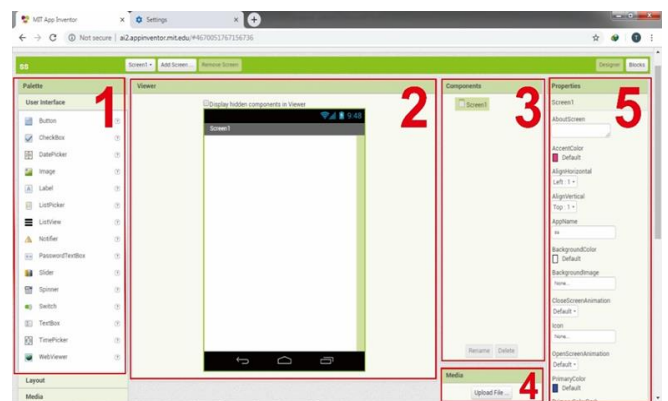 MIT App Inventor
Settings
Not secure | ai2.appinventor.mit.edu/#4670051767156736
ss
Screen1
Add Screen ...
Remove Screen
Designer
Blocks
Palette
User Interface
Button
CheckBox
DatePicker
Image
Label
ListPicker
ListView
Notifier
PasswordTextBox
Slider
Spinner
Switch
TextBox
TimePicker
WebViewer
Layout
Media
1
Viewer
Display hidden components in Viewer
9:48
Screen1
2
Components
Screen1
Rename
Delete
3
Media
Upload File ...
4
Properties
Screen1
AboutScreen
AccentColor
Default
AlignHorizontal
Left : 1
AlignVertical
Top : 1
AppName
ss
BackgroundColor
Default
BackgroundImage
None...
CloseScreenAnimation
Default
Icon
None...
OpenScreenAnimation
Default
PrimaryColor
Default
5